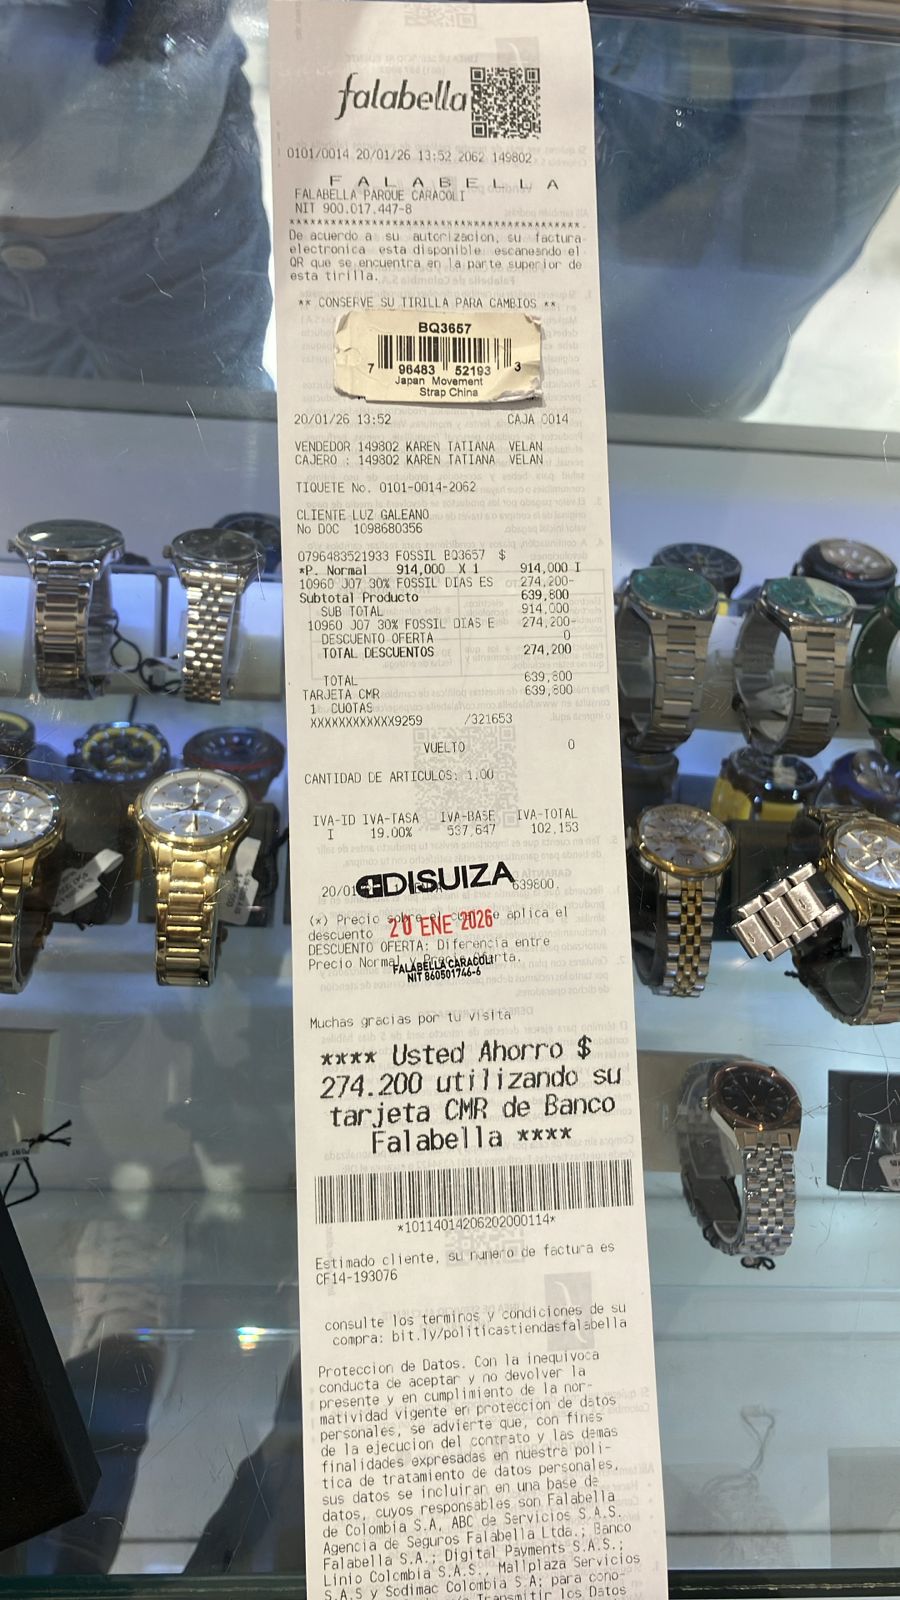 falabella
0101/0014 20/01/26 13:52 2062 149802
F A L A B E L L A
FALABELLA PARQUE CARACOLI
NIT 900.017.447-8
****************************************
De acuerdo a su autorizacion, su factura
electronica esta disponible escaneando el
QR que se encuentra en la parte superior de
esta tirilla.
** CONSERVE SU TIRILLA PARA CAMBIOS **
BQ3657
7 96483 52193 3
Japan Movement
Strap China
20/01/26 13:52 CAJA 0014
VENDEDOR 149802 KAREN TATIANA VELAN
CAJERO : 149802 KAREN TATIANA VELAN
TIQUETE No. 0101-0014-2062
CLIENTE LUZ GALEANO
No DOC 1098680356
0796483521933 FOSSIL BQ3657 $
*P. Normal 914,000 X 1 914,000 I
10960 J07 30% FOSSIL DIAS ES 274,200-
Subtotal Producto 639,800
SUB TOTAL 914,000
10960 J07 30% FOSSIL DIAS E 274,200-
DESCUENTO OFERTA 0
TOTAL DESCUENTOS 274,200
TOTAL 639,800
TARJETA CMR 639,800
1 CUOTAS
XXXXXXXXXXXX9259 /321653
VUELTO 0
CANTIDAD DE ARTICULOS: 1.00
IVA-ID IVA-TASA IVA-BASE IVA-TOTAL
I 19.00% 537,647 102,153
DISUIZA
20/01 639800.
(*) Precio sobre el aplica el
20 ENE 2026
descuento
DESCUENTO OFERTA: Diferencia entre
Precio Normal y Precio Oferta.
FALABELLA CARACOLI
NIT 860501746-6
Muchas gracias por tu visita
**** Usted Ahorro $
274.200 utilizando su
tarjeta CMR de Banco
Falabella ****
*10114014206202000114*
Estimado cliente, su numero de factura es
CF14-193076
consulte los terminos y condiciones de su
compra: bit.ly/politicastiendasfalabella
Proteccion de Datos. Con la inequivoca
conducta de aceptar y no devolver la
presente y en cumplimiento de la nor-
matividad vigente en proteccion de datos
personales, se advierte que, con fines
de la ejecucion del contrato y las demas
finalidades expresadas en nuestra poli-
tica de tratamiento de datos personales,
sus datos se incluiran en una base de
datos, cuyos responsables son Falabella
de Colombia S.A, ABC de Servicios S.A.S.
Agencia de Seguros Falabella Ltda.; Banco
Falabella S.A.; Digital Payments S.A.S.;
Linio Colombia S.A.S., Mallplaza Servicios
S.A.S y Sodimac Colombia S.A; para cono-
Transmitir los Datos